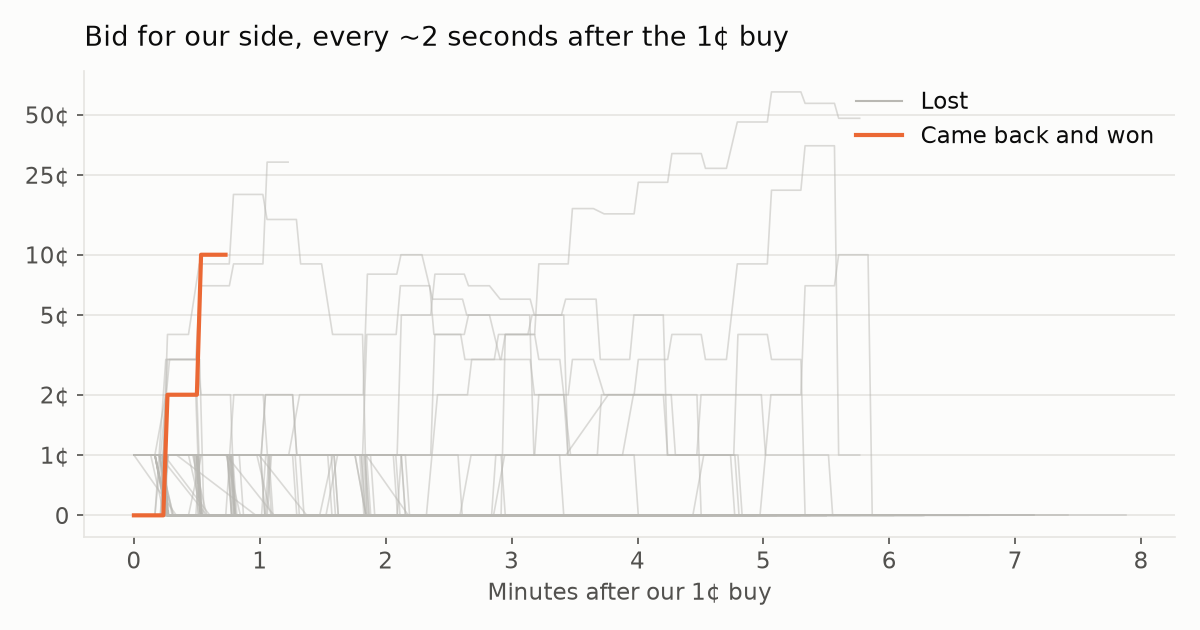 Bid for our side, every ~2 seconds after the 1¢ buy
Lost
Came back and won
50¢
25¢
10¢
5¢
2¢
1¢
0
0 1 2 3 4 5 6 7 8
Minutes after our 1¢ buy